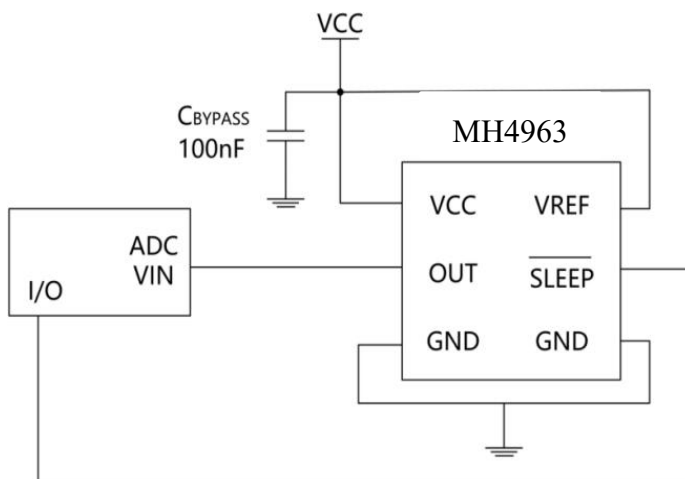 VCC
CBYPASS
100nF
MH4963
VCC VREF
ADC
VIN
OUT SLEEP
I/O
GND GND